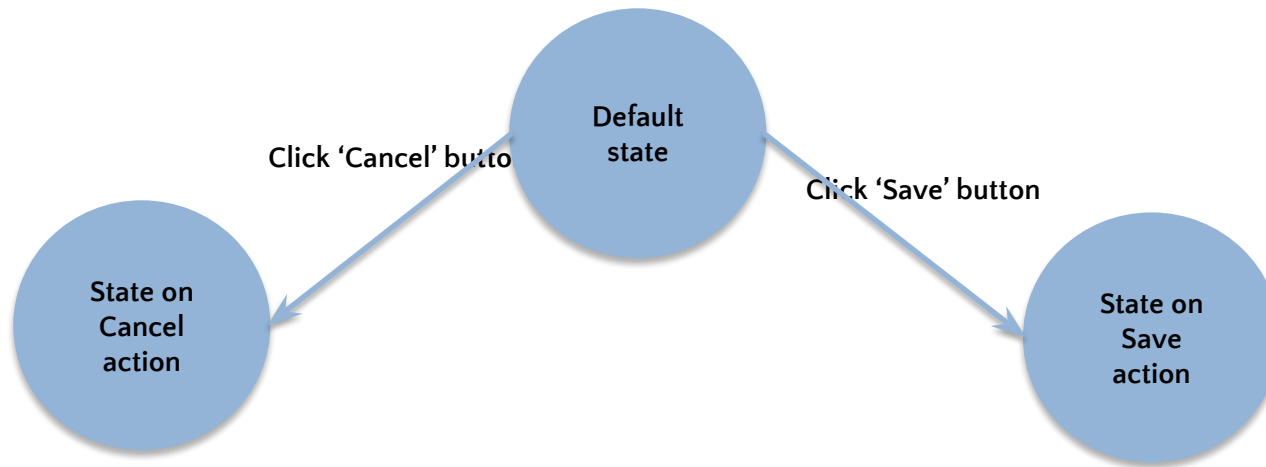 Default
state
Click ‘Cancel’ butto
Click ‘Save’ button
State on
Cancel
action
State on
Save
action